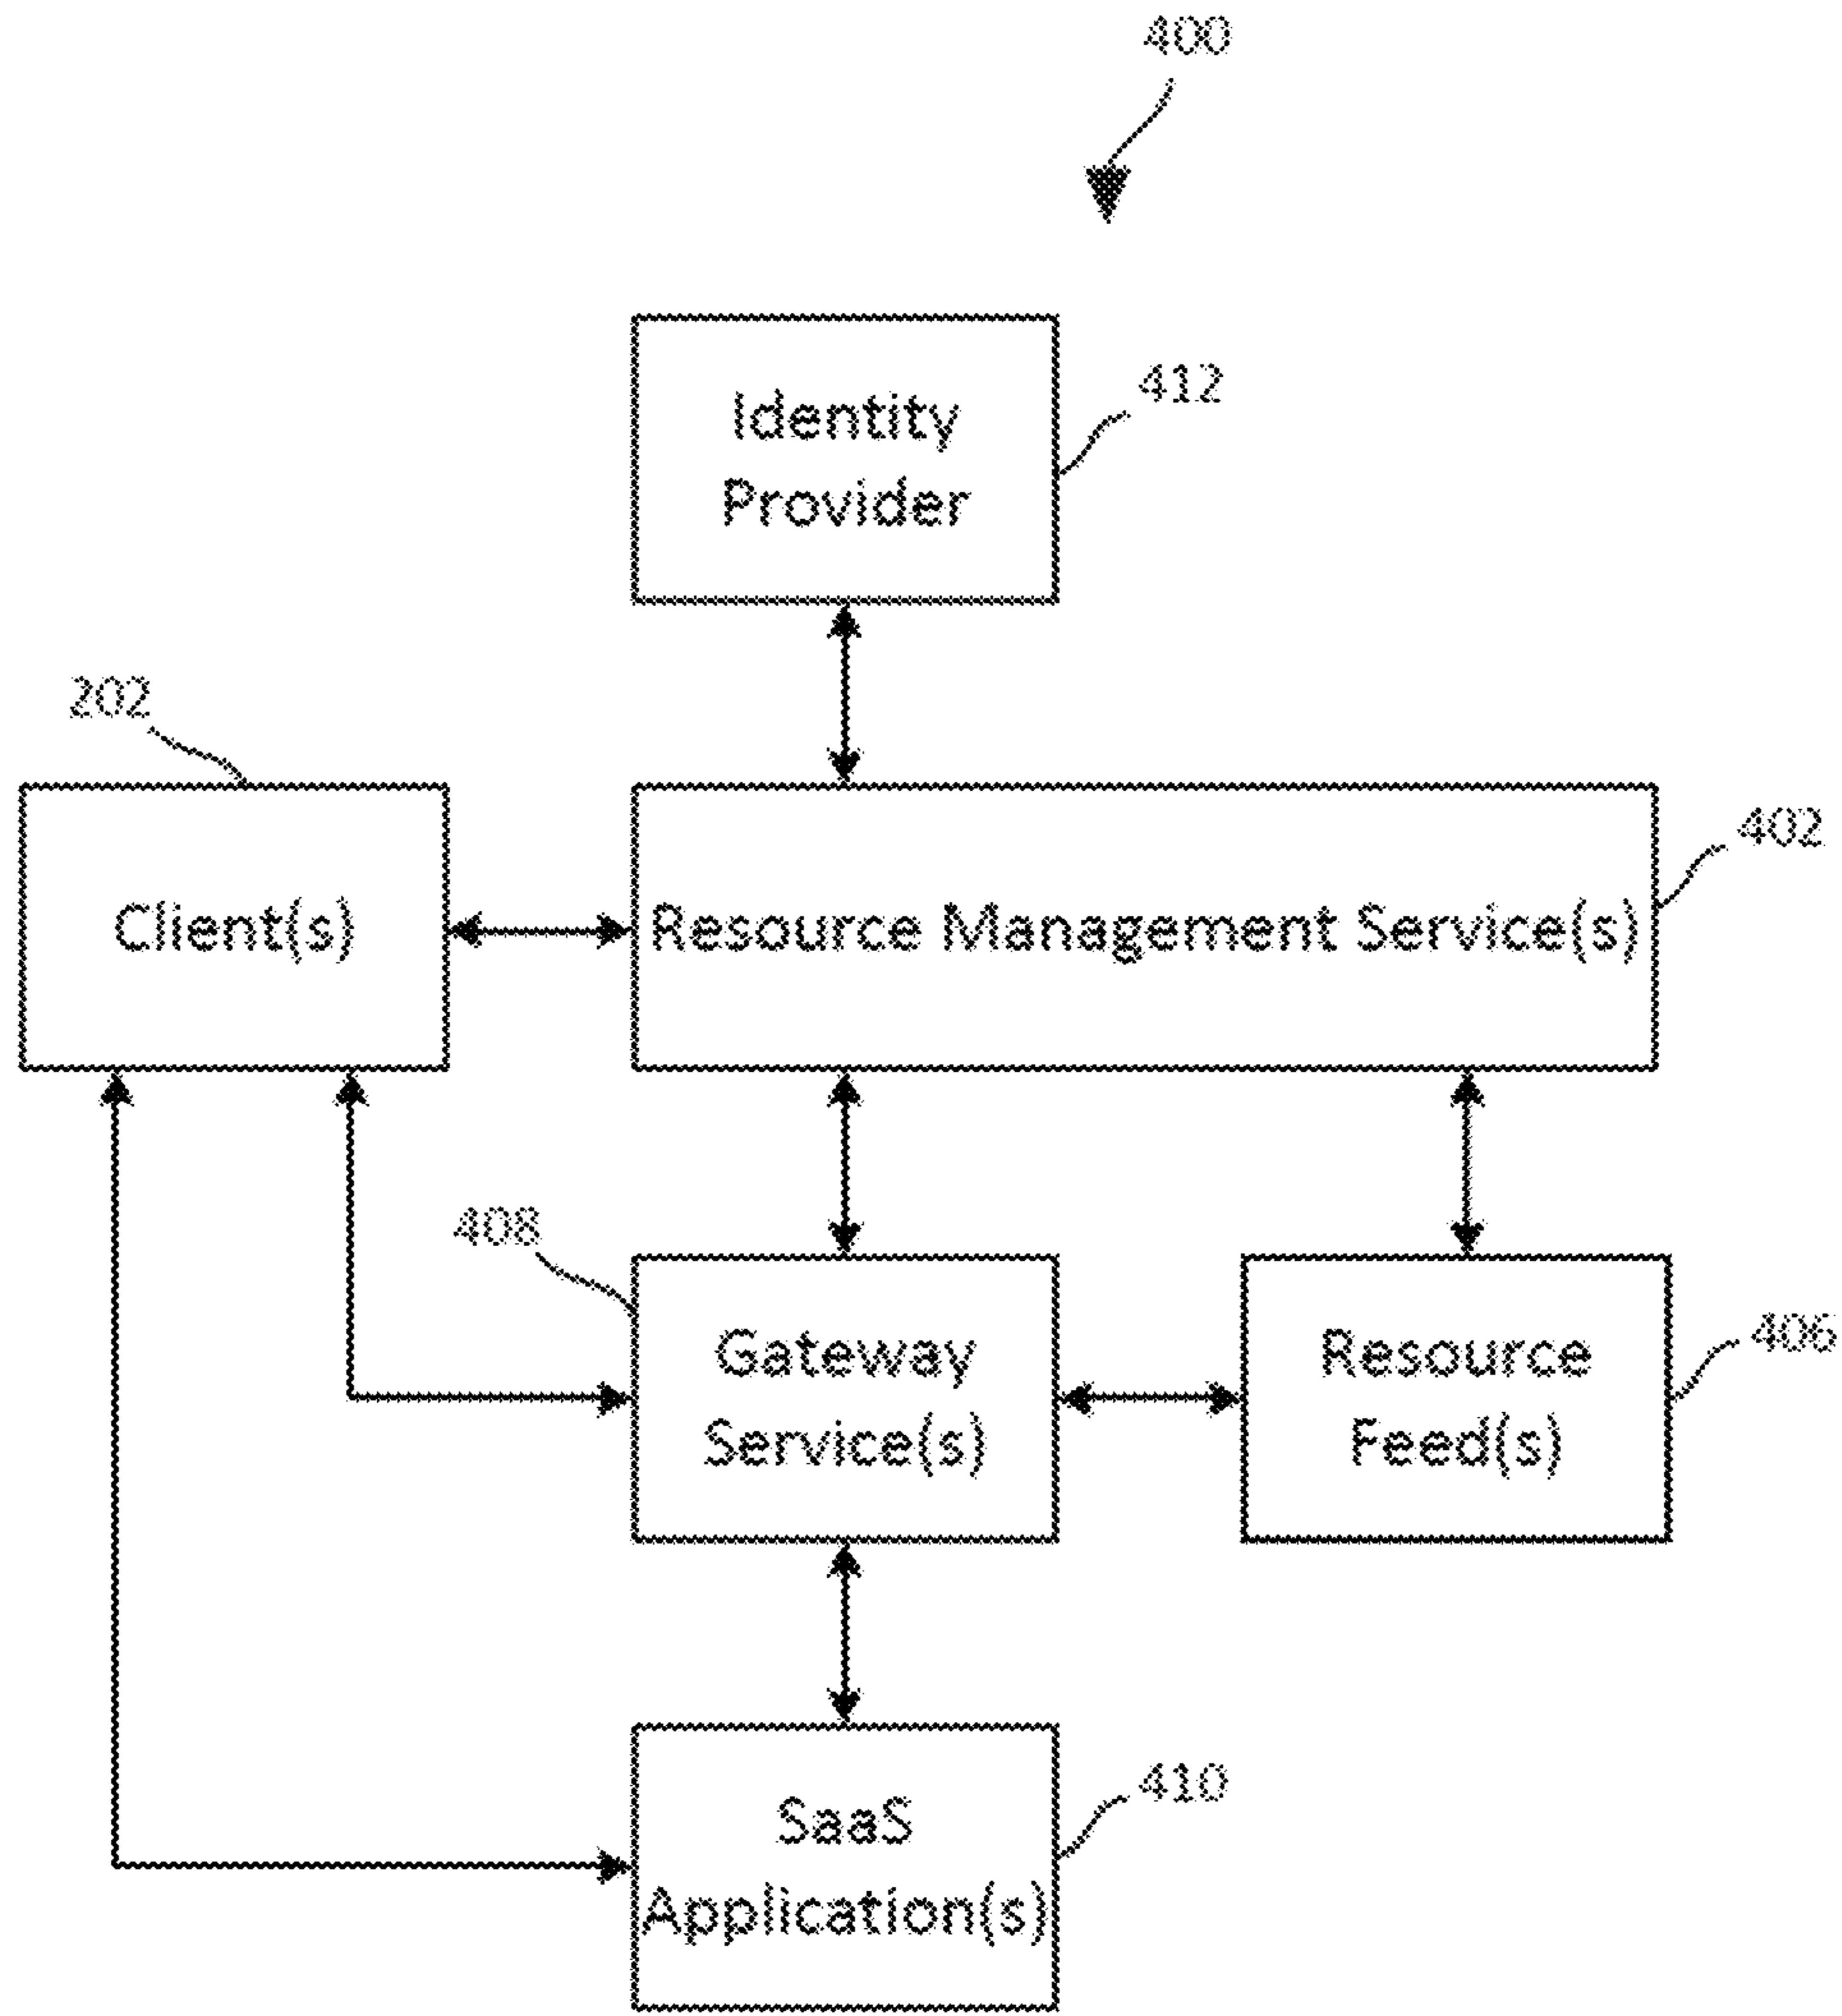 400
Identity
Provider
412
202
Client(s)
Resource Management Service(s)
402
408
Gateway
Service(s)
Resource
Feed(s)
406
SaaS
Application(s)
410